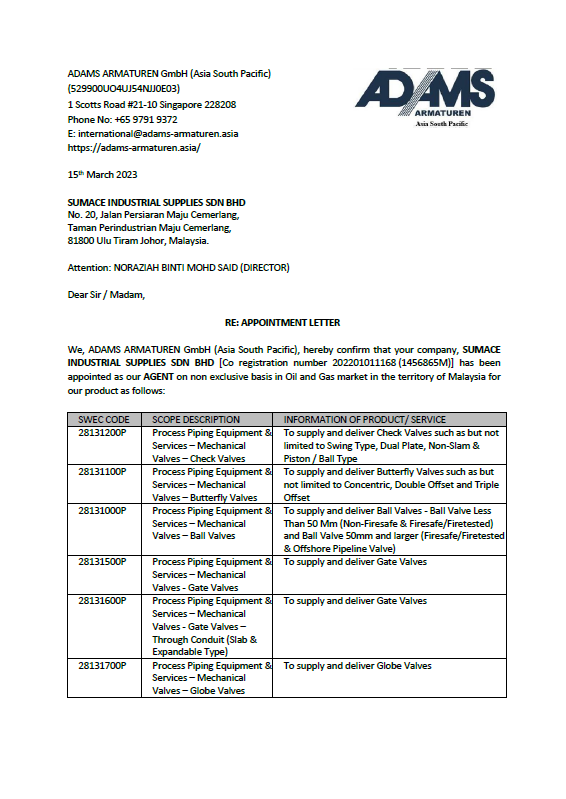 ADAMS ARMATUREN GmbH (Asia South Pacific)
(529900UO4UJ54NJJ0E03)
1 Scotts Road #21-10 Singapore 228208
Phone No: +65 9791 9372
E: international@adams-armaturen.asia
https://adams-armaturen.asia/
ADAMS
ARMATUREN
Asia South Pacific
15th March 2023
SUMACE INDUSTRIAL SUPPLIES SDN BHD
No. 20, Jalan Persiaran Maju Cemerlang,
Taman Perindustrian Maju Cemerlang,
81800 Ulu Tiram Johor, Malaysia.
Attention: NORAZIAH BINTI MOHD SAID (DIRECTOR)
Dear Sir / Madam,
RE: APPOINTMENT LETTER
We, ADAMS ARMATUREN GmbH (Asia South Pacific), hereby confirm that your company, SUMACE
INDUSTRIAL SUPPLIES SDN BHD [Co registration number 202201011168 (1456865M)] has been
appointed as our AGENT on non exclusive basis in Oil and Gas market in the territory of Malaysia for
our product as follows:
SWEC CODE SCOPE DESCRIPTION INFORMATION OF PRODUCT/ SERVICE
28131200P Process Piping Equipment & To supply and deliver Check Valves such as but not
Services – Mechanical limited to Swing Type, Dual Plate, Non-Slam &
Valves – Check Valves Piston / Ball Type
28131100P Process Piping Equipment & To supply and deliver Butterfly Valves such as but
Services – Mechanical not limited to Concentric, Double Offset and Triple
Valves – Butterfly Valves Offset
28131000P Process Piping Equipment & To supply and deliver Ball Valves - Ball Valve Less
Services – Mechanical Than 50 Mm (Non-Firesafe & Firesafe/Firetested)
Valves – Ball Valves and Ball Valve 50mm and larger (Firesafe/Firetested
& Offshore Pipeline Valve)
28131500P Process Piping Equipment & To supply and deliver Gate Valves
Services – Mechanical
Valves - Gate Valves
28131600P Process Piping Equipment & To supply and deliver Gate Valves
Services – Mechanical
Valves - Gate Valves –
Through Conduit (Slab &
Expandable Type)
28131700P Process Piping Equipment & To supply and deliver Globe Valves
Services – Mechanical
Valves – Globe Valves